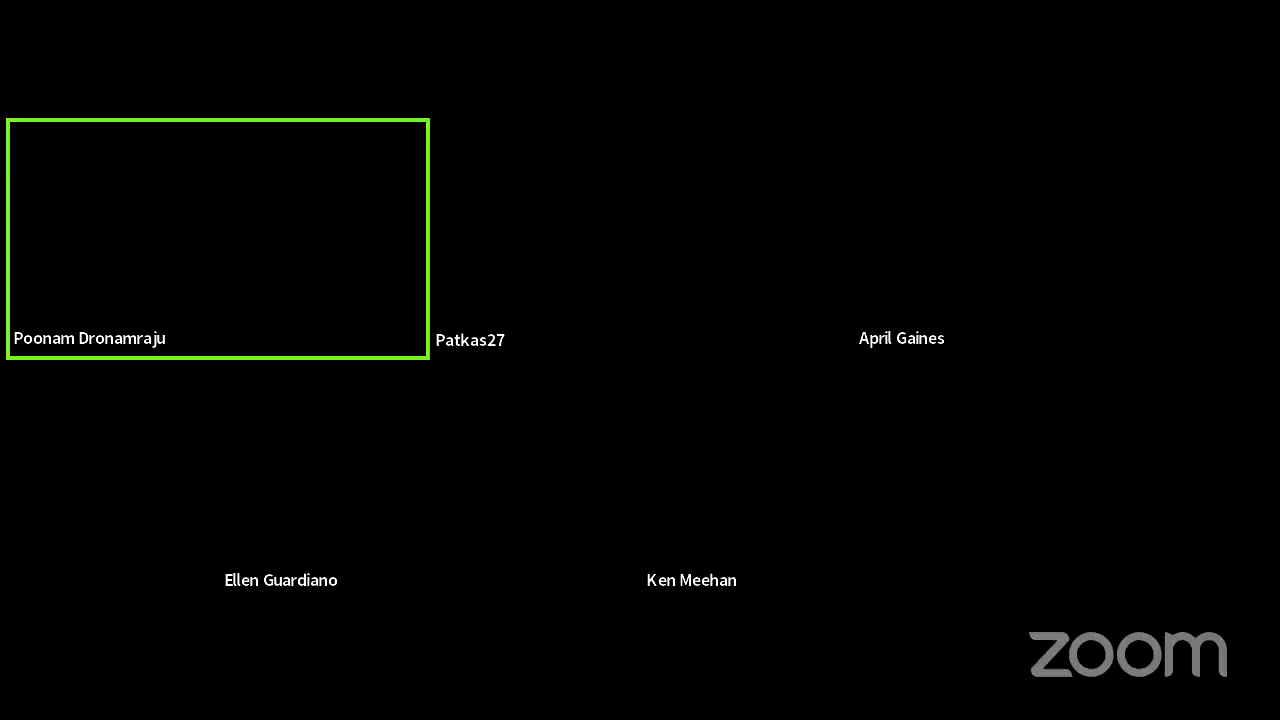 Poonam Dronamraju
Patkas27
April Gaines
Ellen Guardiano
Ken Meehan
zoom